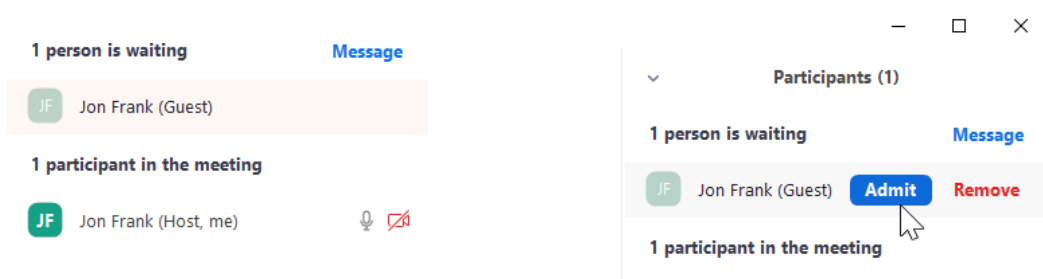 1 person is waiting Message
JF Jon Frank (Guest)
1 participant in the meeting
JF Jon Frank (Host, me)
Participants (1)
1 person is waiting Message
JF Jon Frank (Guest) Admit Remove
1 participant in the meeting